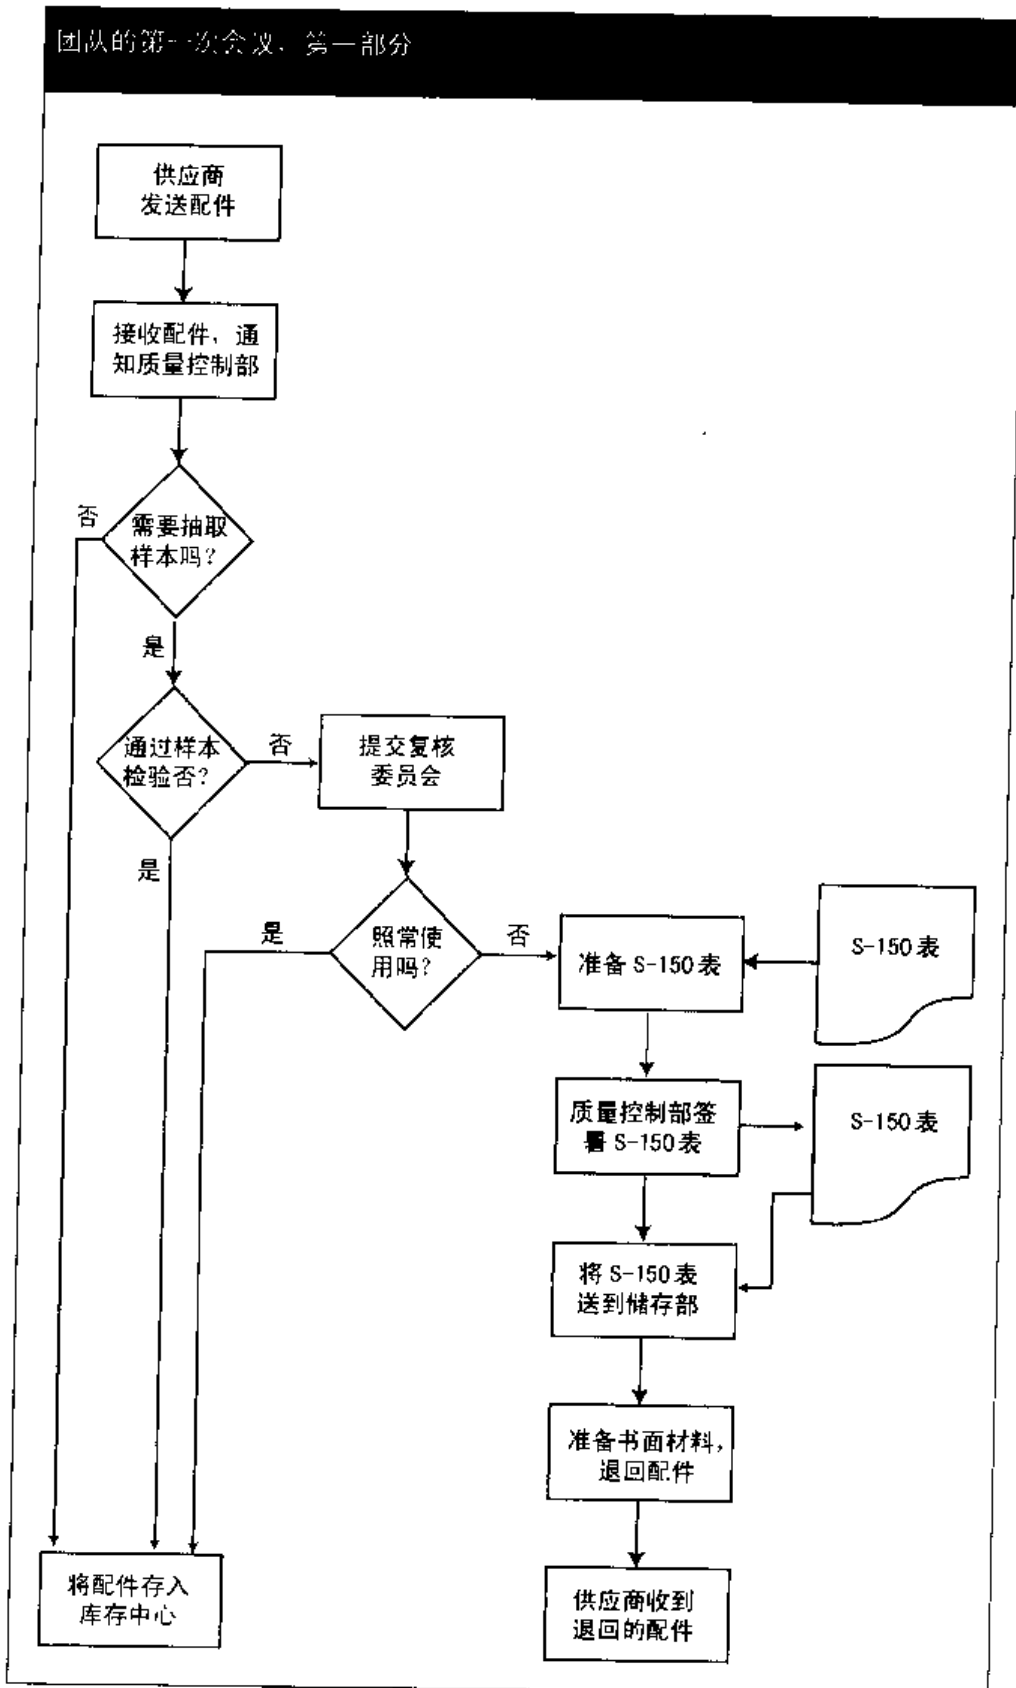 团队的第一次会议、第一部分
供应商
发送配件
接收配件，通
知质量控制部
否
需要抽取
样本吗？
是
通过样本
检验否？
否
提交复核
委员会
是
是
照常使
用吗？
否
准备 S-150 表
S-150 表
质量控制部签
署 S-150 表
S-150 表
将 S-150 表
送到储存部
准备书面材料，
退回配件
将配件存入
库存中心
供应商收到
退回的配件